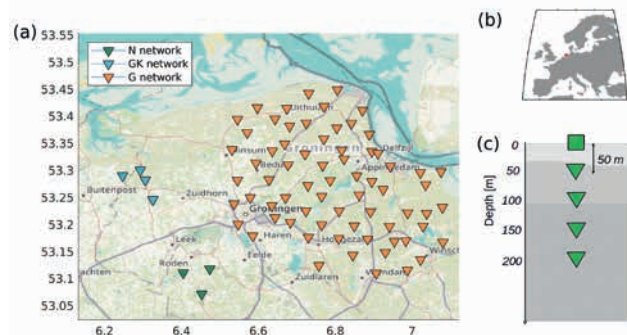 (a)
53.55
53.5
53.45
53.4
53.35
53.3
53.25
53.2
53.15
53.1
53.05
N network
GK network
G network
Uithuizen
Groningen
Winsum
Delfzijl
Bedum
Appingedam
Buitenpost
Zuidhorn
Groningen
Leek
Haren
Hoogezand
Roden
Eelde
Zuidlaren
Veendam
6.2
6.4
6.6
6.8
7
(b)
(c)
Depth [m]
0
50
100
150
200
50 m